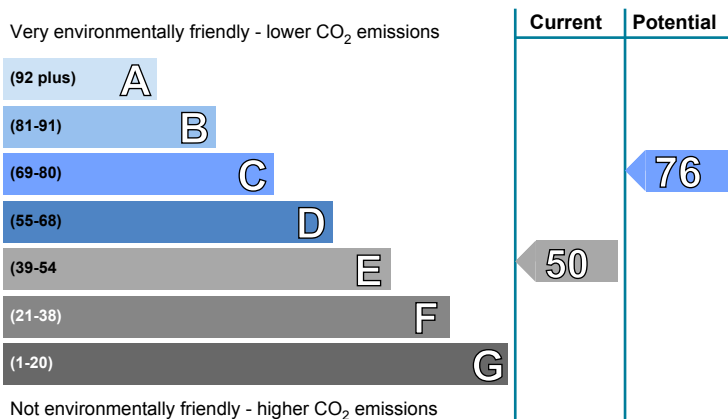 Current Potential
Very environmentally friendly - lower CO2 emissions
(92 plus) A
(81-91) B
(69-80) C 76
(55-68) D
(39-54 E 50
(21-38) F
(1-20) G
Not environmentally friendly - higher CO2 emissions